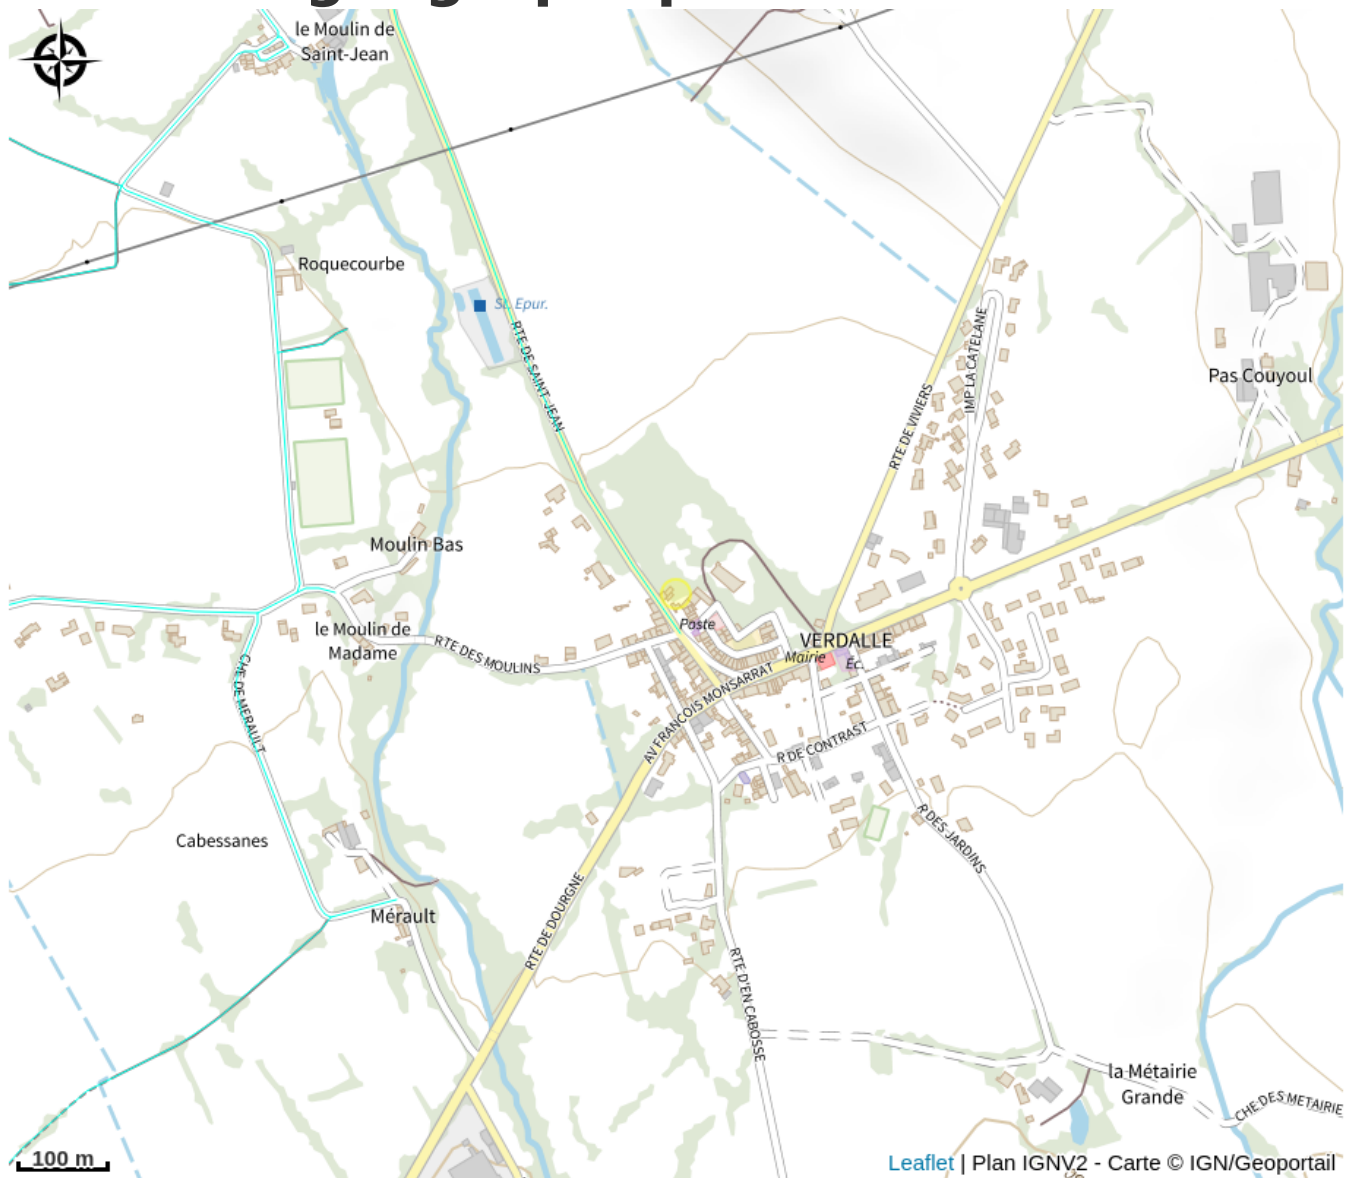 le Moulin de
Saint-Jean
Roquecourbe
St. Epur.
RTE DE SAINT-JEAN
IMP LA CATELANE
Pas Couyoul
RTE DE VIVIERS
Moulin Bas
le Moulin de
Madame
Poste
VERDALLE
Mairie
Éc.
RTE DES MOULINS
CHE DE MERAULT
AV FRANCOIS MONSARRAT
R DE CONTRAST
Cabessanes
R DES JARDINS
Mérault
RTE DE DOURGNE
RTE D'EN CABOSSE
la Métairie
Grande
CHE DES METAIRIE
100 m
Leaflet | Plan IGNV2 - Carte © IGN/Geoportail